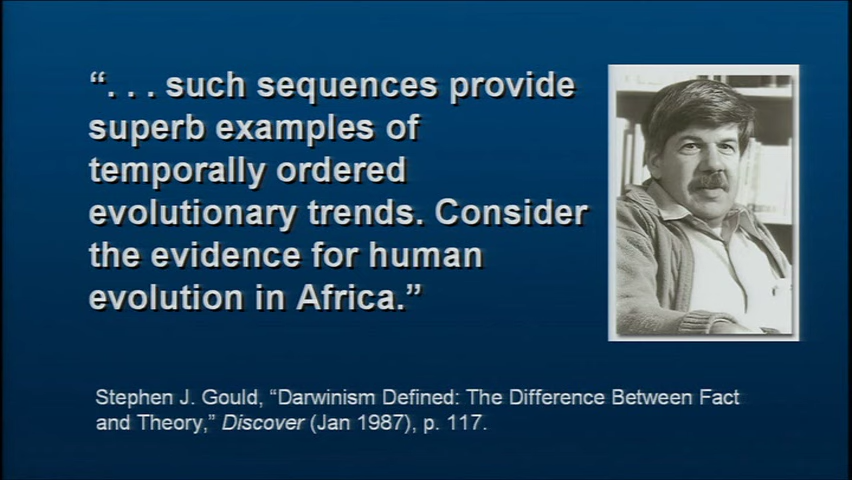 “. . . such sequences provide
superb examples of
temporally ordered
evolutionary trends. Consider
the evidence for human
evolution in Africa.”
Stephen J. Gould, “Darwinism Defined: The Difference Between Fact
and Theory,” Discover (Jan 1987), p. 117.